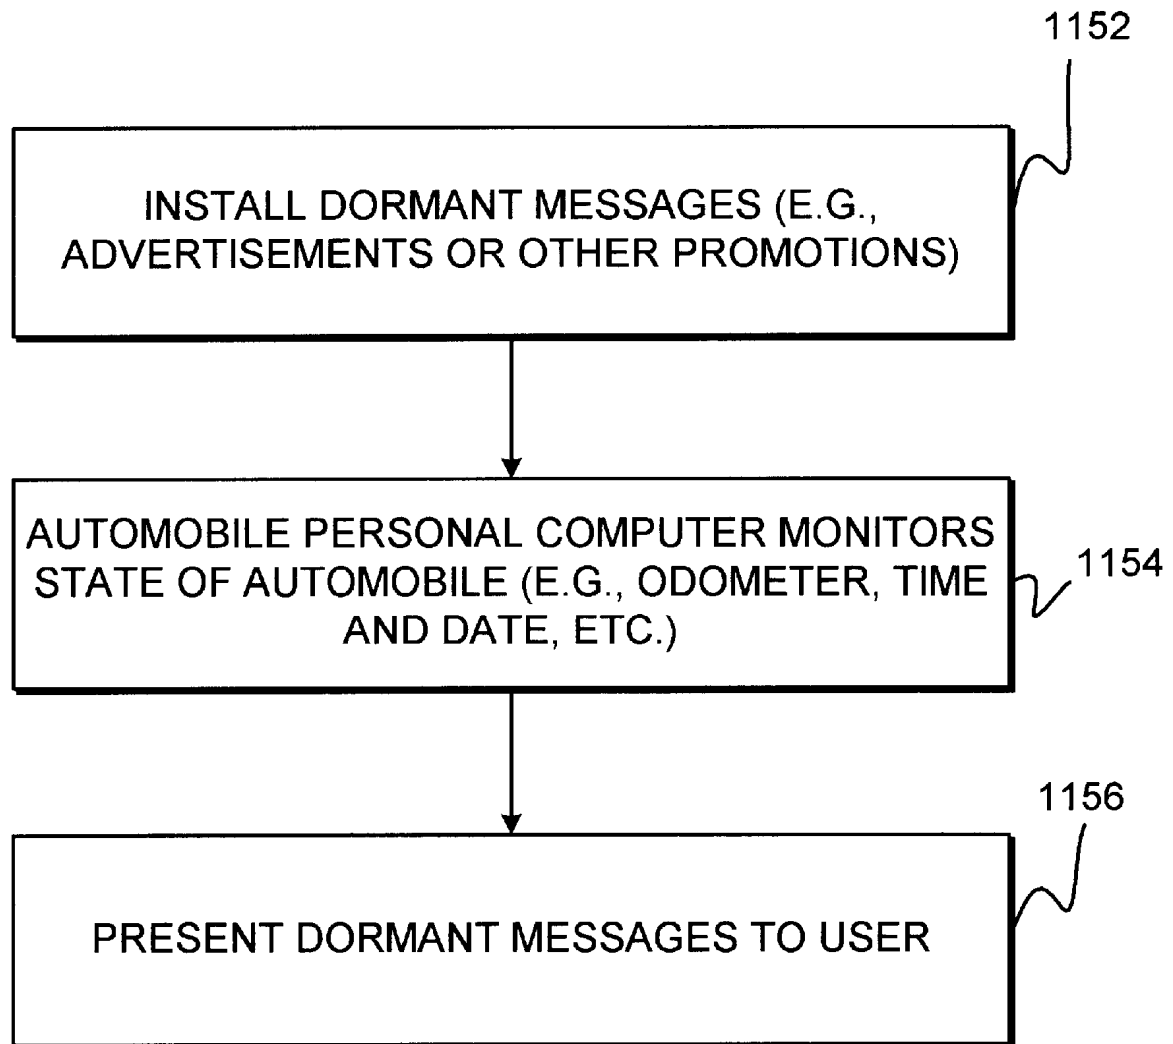 1152
INSTALL DORMANT MESSAGES (E.G.,
ADVERTISEMENTS OR OTHER PROMOTIONS)
AUTOMOBILE PERSONAL COMPUTER MONITORS
STATE OF AUTOMOBILE (E.G., ODOMETER, TIME
AND DATE, ETC.)
1154
1156
PRESENT DORMANT MESSAGES TO USER